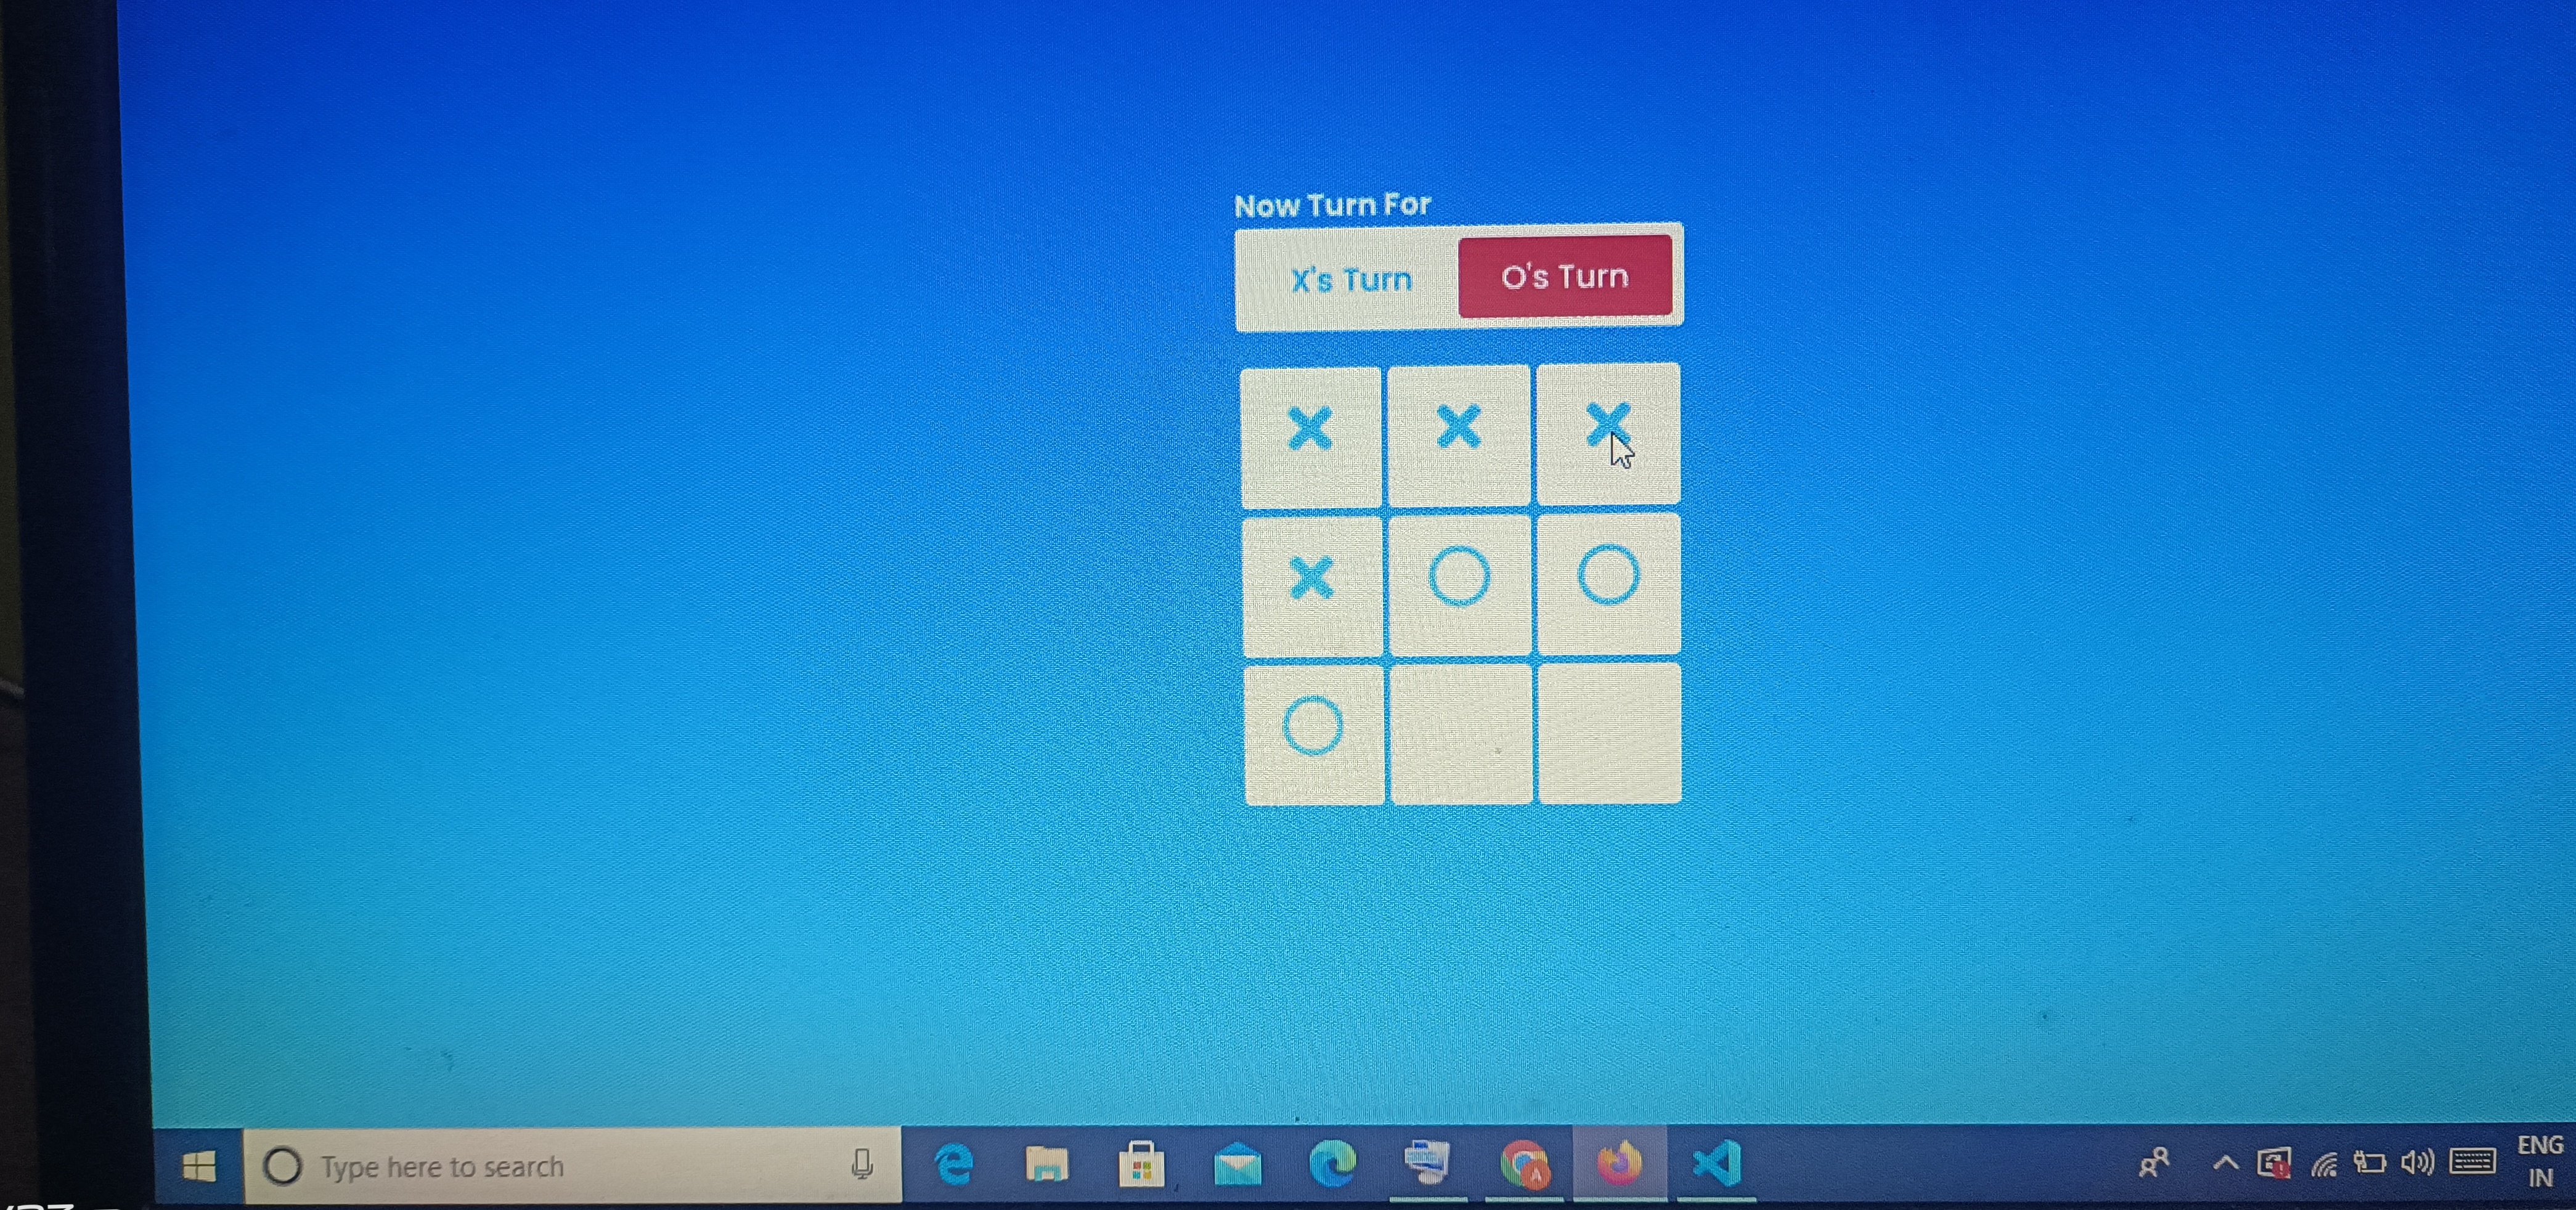 Now Turn For
X's Turn
O's Turn
X X X
X O O
O
Type here to search
ENG
IN